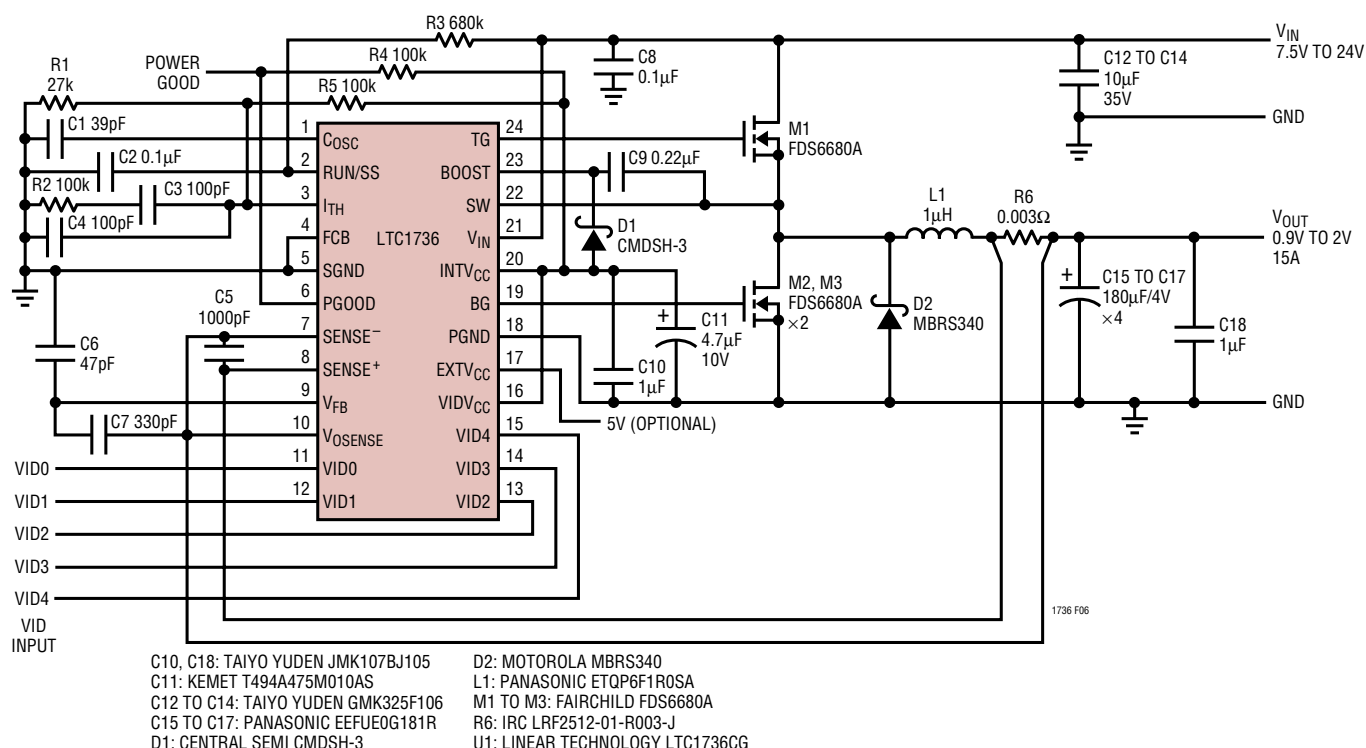 R3 680k
R4 100k
POWER
GOOD
R5 100k
R1
27k
C1 39pF
C2 0.1µF
R2 100k
C3 100pF
C4 100pF
C5
1000pF
C6
47pF
C7 330pF
VID0
VID1
VID2
VID3
VID4
VID
INPUT
LTC1736
1 COSC
2 RUN/SS
3 ITH
4 FCB
5 SGND
6 PGOOD
7 SENSE–
8 SENSE+
9 VFB
10 VOSENSE
11 VID0
12 VID1
TG 24
BOOST 23
SW 22
VIN 21
INTVCC 20
BG 19
PGND 18
EXTVCC 17
VIDVCC 16
VID4 15
VID3 14
VID2 13
C8
0.1µF
C9 0.22µF
D1
CMDSH-3
+
C11
4.7µF
10V
C10
1µF
5V (OPTIONAL)
M1
FDS6680A
M2, M3
FDS6680A
×2
D2
MBRS340
L1
1µH
R6
0.003Ω
C12 TO C14
10µF
35V
VIN
7.5V TO 24V
GND
VOUT
0.9V TO 2V
15A
+
C15 TO C17
180µF/4V
×4
C18
1µF
GND
1736 F06
C10, C18: TAIYO YUDEN JMK107BJ105
C11: KEMET T494A475M010AS
C12 TO C14: TAIYO YUDEN GMK325F106
C15 TO C17: PANASONIC EEFUE0G181R
D1: CENTRAL SEMI CMDSH-3
D2: MOTOROLA MBRS340
L1: PANASONIC ETQP6F1R0SA
M1 TO M3: FAIRCHILD FDS6680A
R6: IRC LRF2512-01-R003-J
U1: LINEAR TECHNOLOGY LTC1736CG